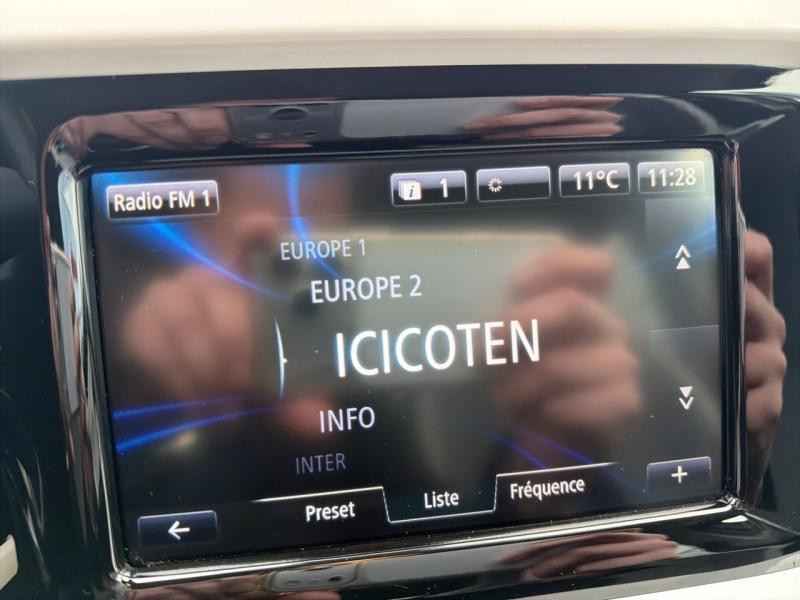 Radio FM 1
1
11°C
11:28
EUROPE 1
EUROPE 2
ICICOTEN
INFO
INTER
Preset
Liste
Fréquence
+